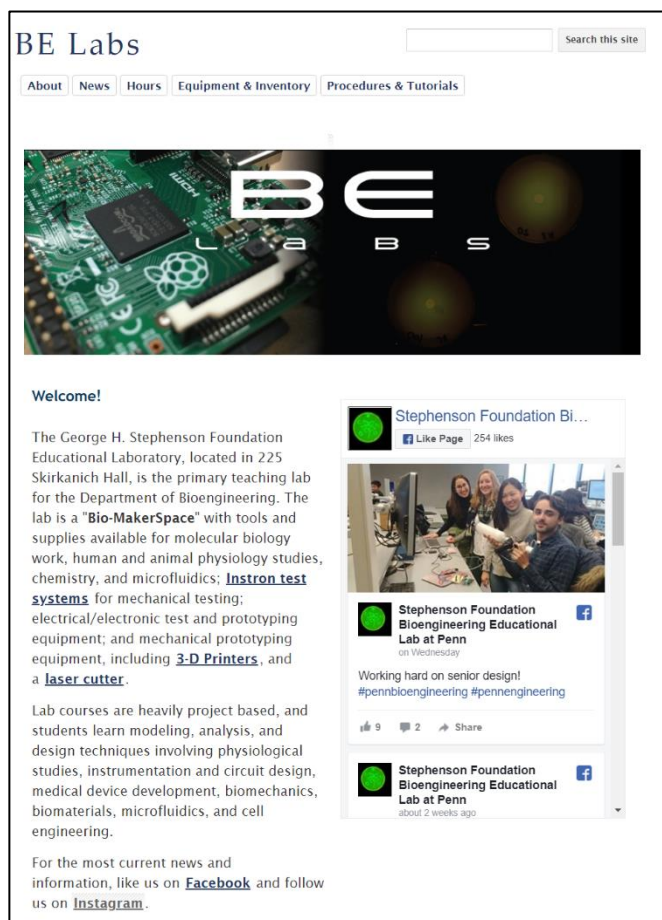 BE Labs
Search this site
About News Hours Equipment & Inventory Procedures & Tutorials
HDMI
BE
LABS
Welcome!
The George H. Stephenson Foundation
Educational Laboratory, located in 225
Skirkanich Hall, is the primary teaching lab
for the Department of Bioengineering. The
lab is a "Bio-MakerSpace" with tools and
supplies available for molecular biology
work, human and animal physiology studies,
chemistry, and microfluidics; Instron test
systems for mechanical testing;
electrical/electronic test and prototyping
equipment; and mechanical prototyping
equipment, including 3-D Printers, and
a laser cutter.
Lab courses are heavily project based, and
students learn modeling, analysis, and
design techniques involving physiological
studies, instrumentation and circuit design,
medical device development, biomechanics,
biomaterials, microfluidics, and cell
engineering.
For the most current news and
information, like us on Facebook and follow
us on Instagram.
Stephenson Foundation Bi...
Like Page 254 likes
Stephenson Foundation
Bioengineering Educational
Lab at Penn
on Wednesday
Working hard on senior design!
#pennbioengineering #pennengineering
9 2 Share
Stephenson Foundation
Bioengineering Educational
Lab at Penn
about 2 weeks ago